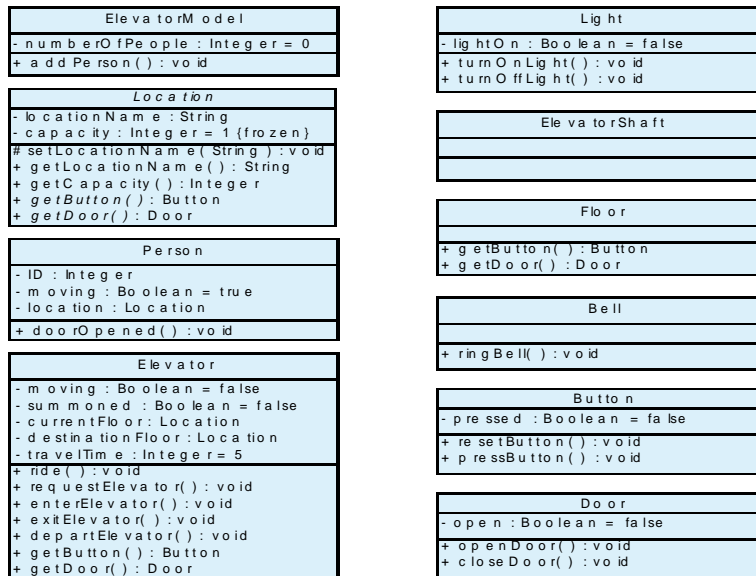 ElevatorModel
- numberOfPeople : Integer = 0
+ addPerson() : void
Location
- locationName : String
- capacity : Integer = 1 {frozen}
# setLocationName( String ) : void
+ getLocationName() : String
+ getCapacity() : Integer
+ getButton() : Button
+ getDoor() : Door
Person
- ID : Integer
- moving : Boolean = true
- location : Location
+ doorOpened() : void
Elevator
- moving : Boolean = false
- summoned : Boolean = false
- currentFloor : Location
- destinationFloor : Location
- travelTime : Integer = 5
+ ride() : void
+ requestElevator() : void
+ enterElevator() : void
+ exitElevator() : void
+ departElevator() : void
+ getButton() : Button
+ getDoor() : Door
Light
- lightOn : Boolean = false
+ turnOnLight() : void
+ turnOffLight() : void
ElevatorShaft
Floor
+ getButton() : Button
+ getDoor() : Door
Bell
+ ringBell() : void
Button
- pressed : Boolean = false
+ resetButton() : void
+ pressButton() : void
Door
- open : Boolean = false
+ openDoor() : void
+ closeDoor() : void